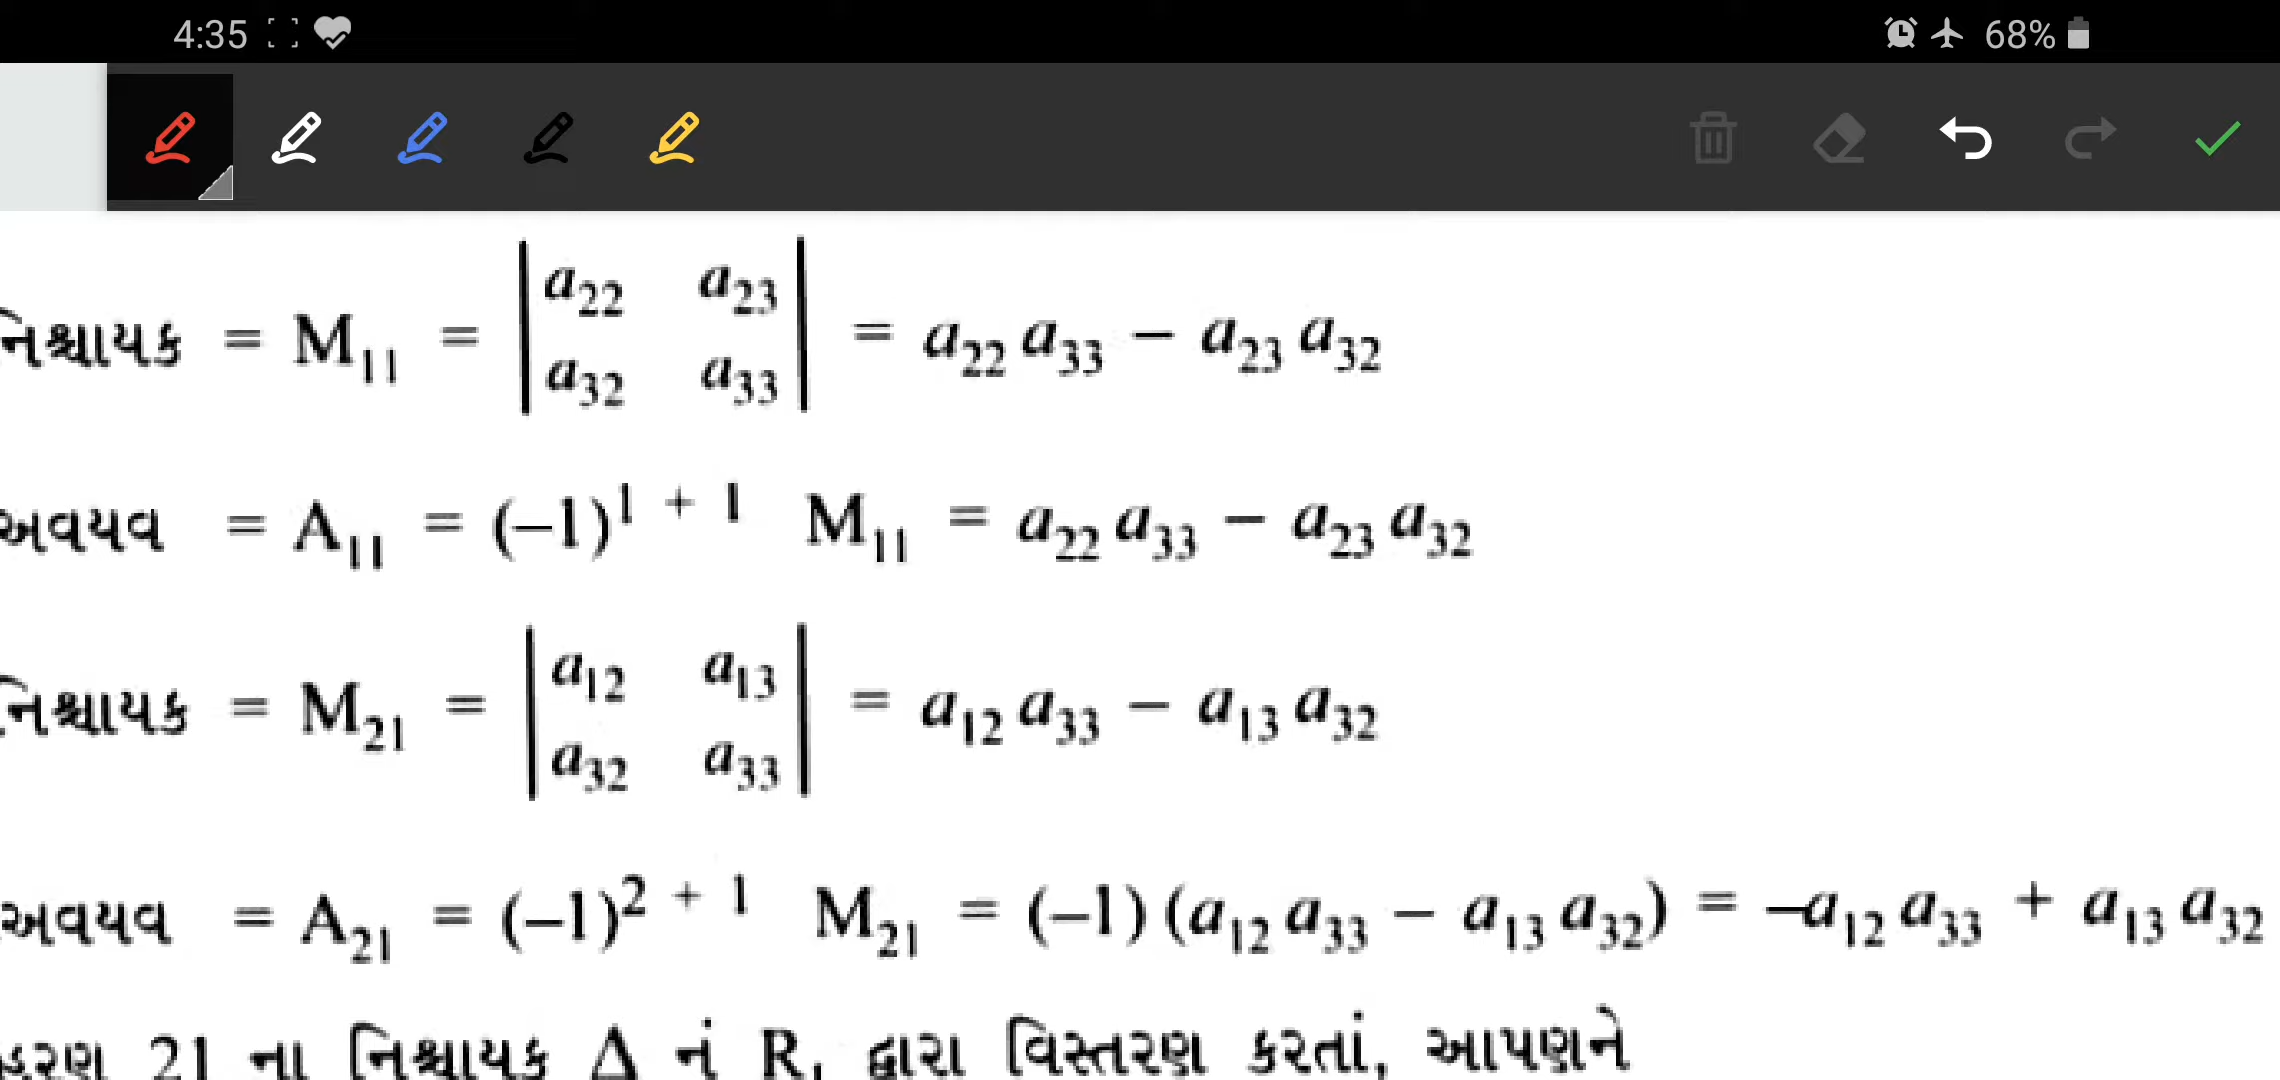 4:35 68%
નિશ્ચાયક = M₁₁ = | a₂₂ a₂₃ | = a₂₂ a₃₃ − a₂₃ a₃₂
| a₃₂ a₃₃ |
અવયવ = A₁₁ = (−1)¹ ⁺ ¹ M₁₁ = a₂₂ a₃₃ − a₂₃ a₃₂
નિશ્ચાયક = M₂₁ = | a₁₂ a₁₃ | = a₁₂ a₃₃ − a₁₃ a₃₂
| a₃₂ a₃₃ |
અવયવ = A₂₁ = (−1)² ⁺ ¹ M₂₁ = (−1) (a₁₂ a₃₃ − a₁₃ a₃₂) = −a₁₂ a₃₃ + a₁₃ a₃₂
21 ના નિશ્ચાયક Δ નું R₁ દ્વારા વિસ્તરણ કરતાં, આપણને